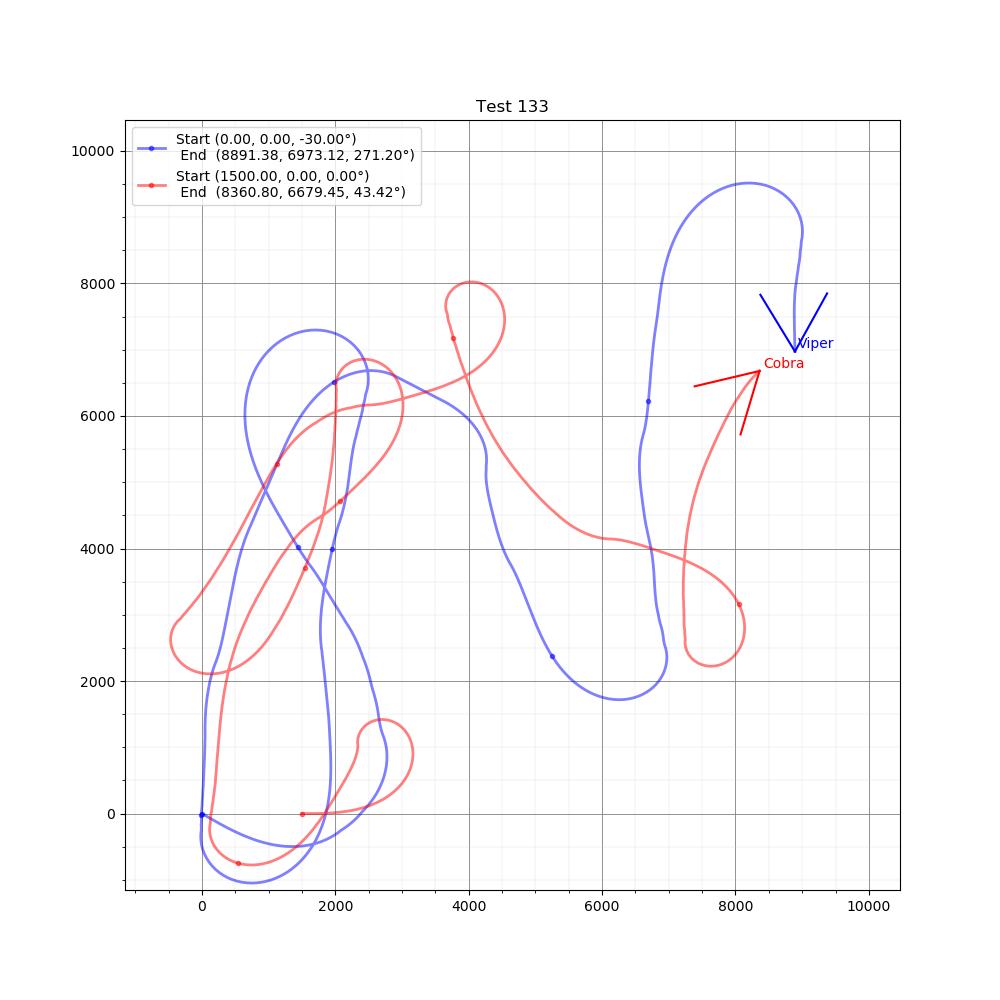 Test 133
Start (0.00, 0.00, -30.00°)
End (8891.38, 6973.12, 271.20°)
Start (1500.00, 0.00, 0.00°)
End (8360.80, 6679.45, 43.42°)
10000
8000
6000
4000
2000
0
Viper
Cobra
0 2000 4000 6000 8000 10000